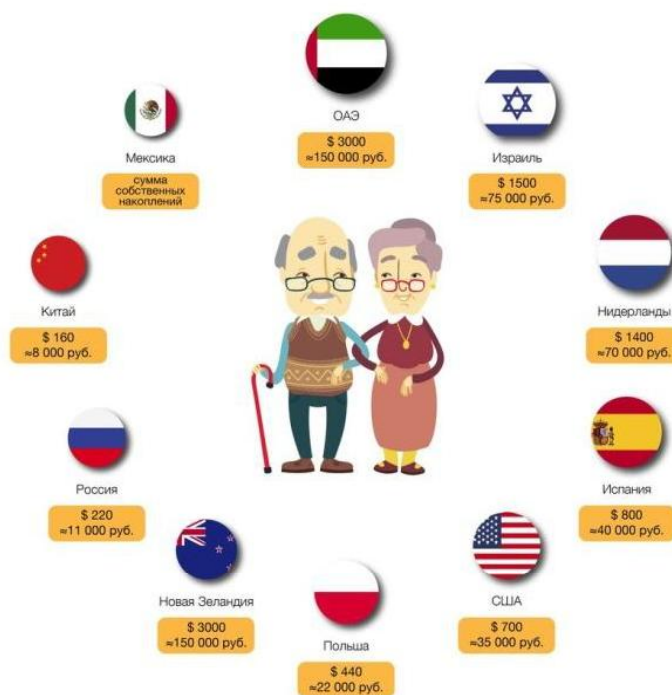 ОАЭ
$ 3000
≈150 000 руб.
Израиль
$ 1500
≈75 000 руб.
Нидерланды
$ 1400
≈70 000 руб.
Испания
$ 800
≈40 000 руб.
США
$ 700
≈35 000 руб.
Польша
$ 440
≈22 000 руб.
Новая Зеландия
$ 3000
≈150 000 руб.
Россия
$ 220
≈11 000 руб.
Китай
$ 160
≈8 000 руб.
Мексика
сумма
собственных
накоплений